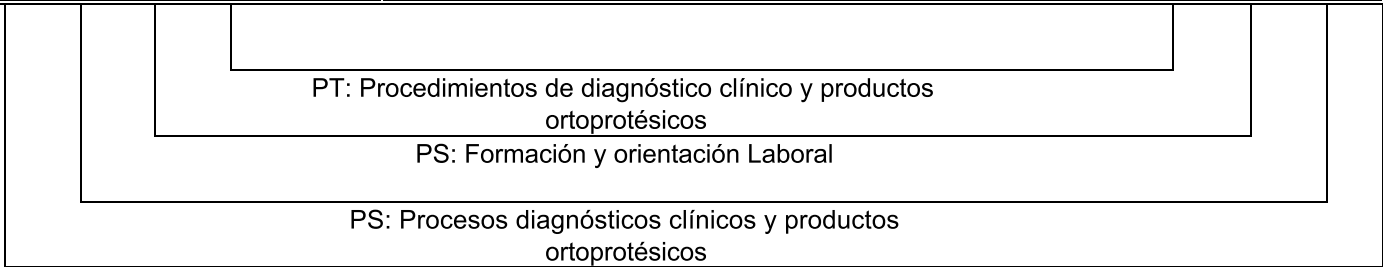 PT: Procedimientos de diagnóstico clínico y productos
ortoprotésicos
PS: Formación y orientación Laboral
PS: Procesos diagnósticos clínicos y productos
ortoprotésicos